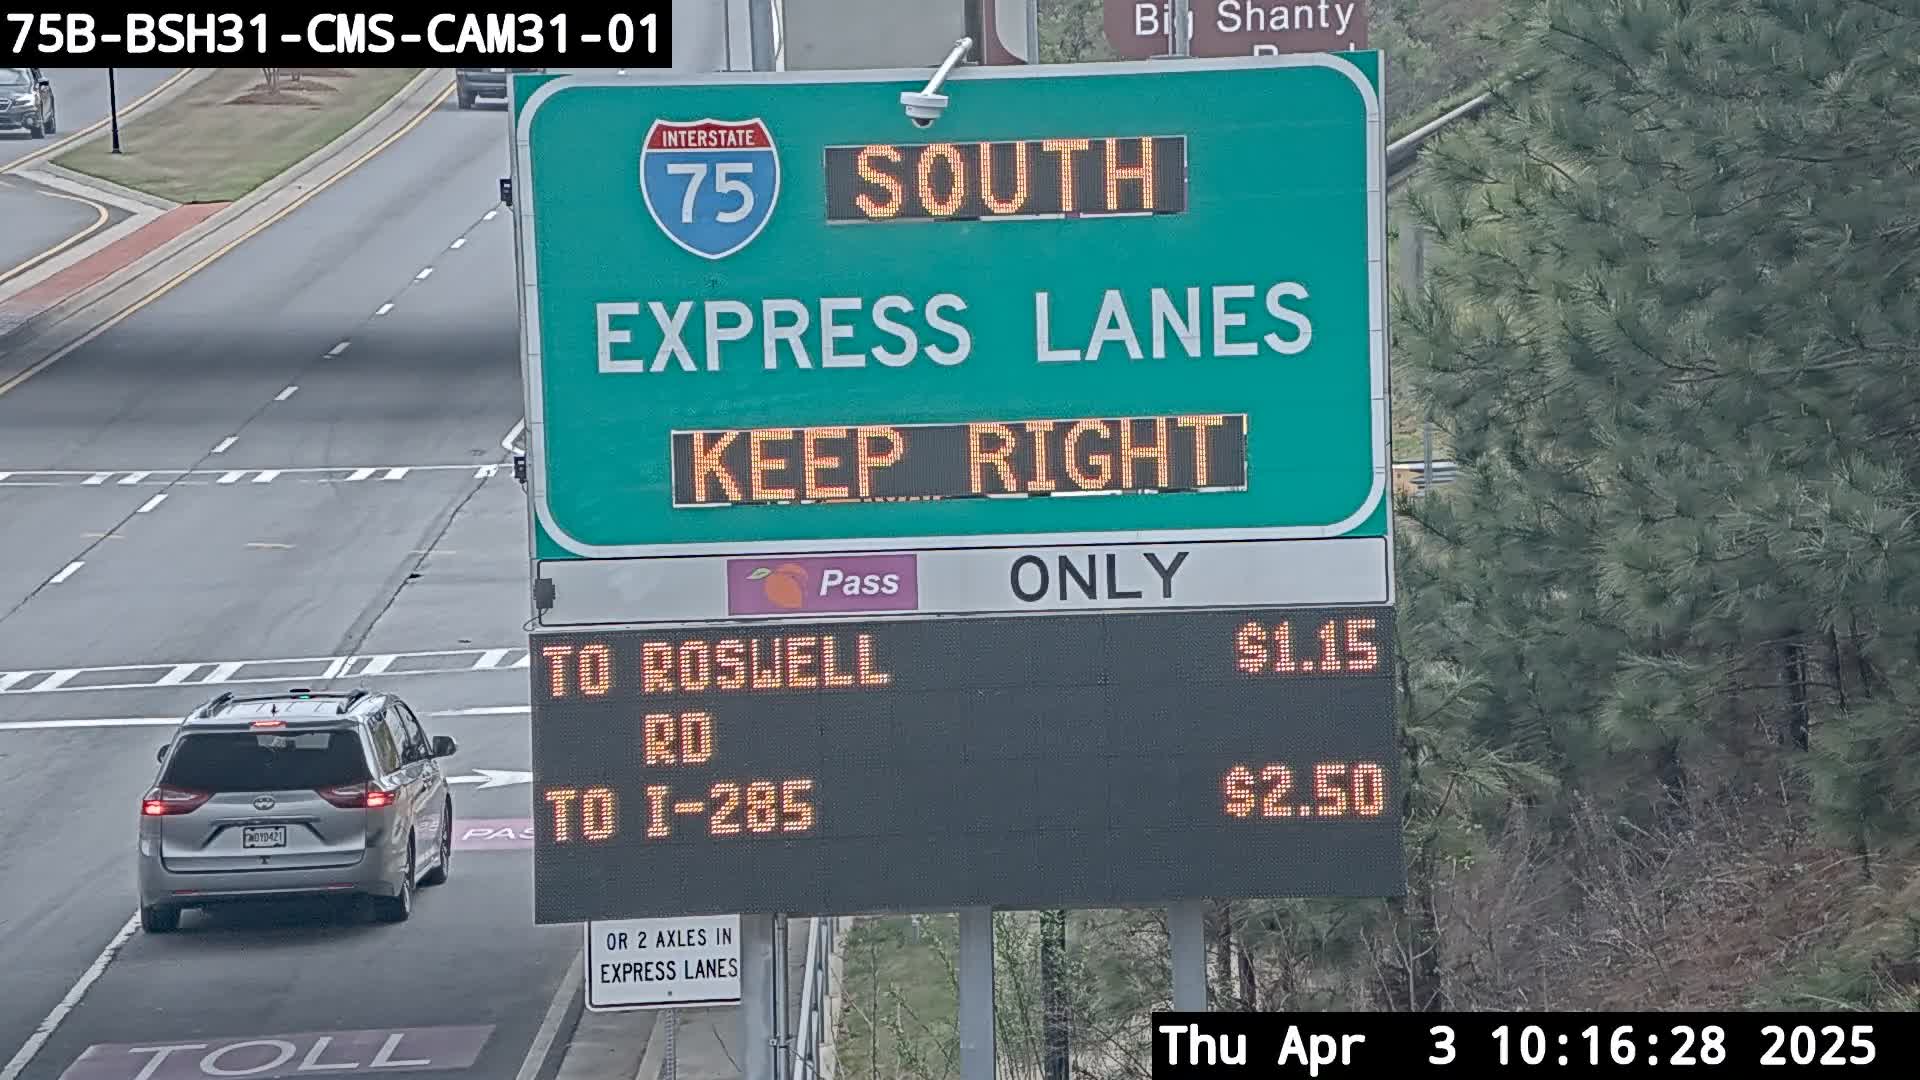 75B-BSH31-CMS-CAM31-01
Big Shanty
INTERSTATE
75
SOUTH
EXPRESS LANES
KEEP RIGHT
Pass ONLY
TO ROSWELL $1.15
RD
TO I-285 $2.50
OR 2 AXLES IN
EXPRESS LANES
TOLL
Thu Apr 3 10:16:28 2025